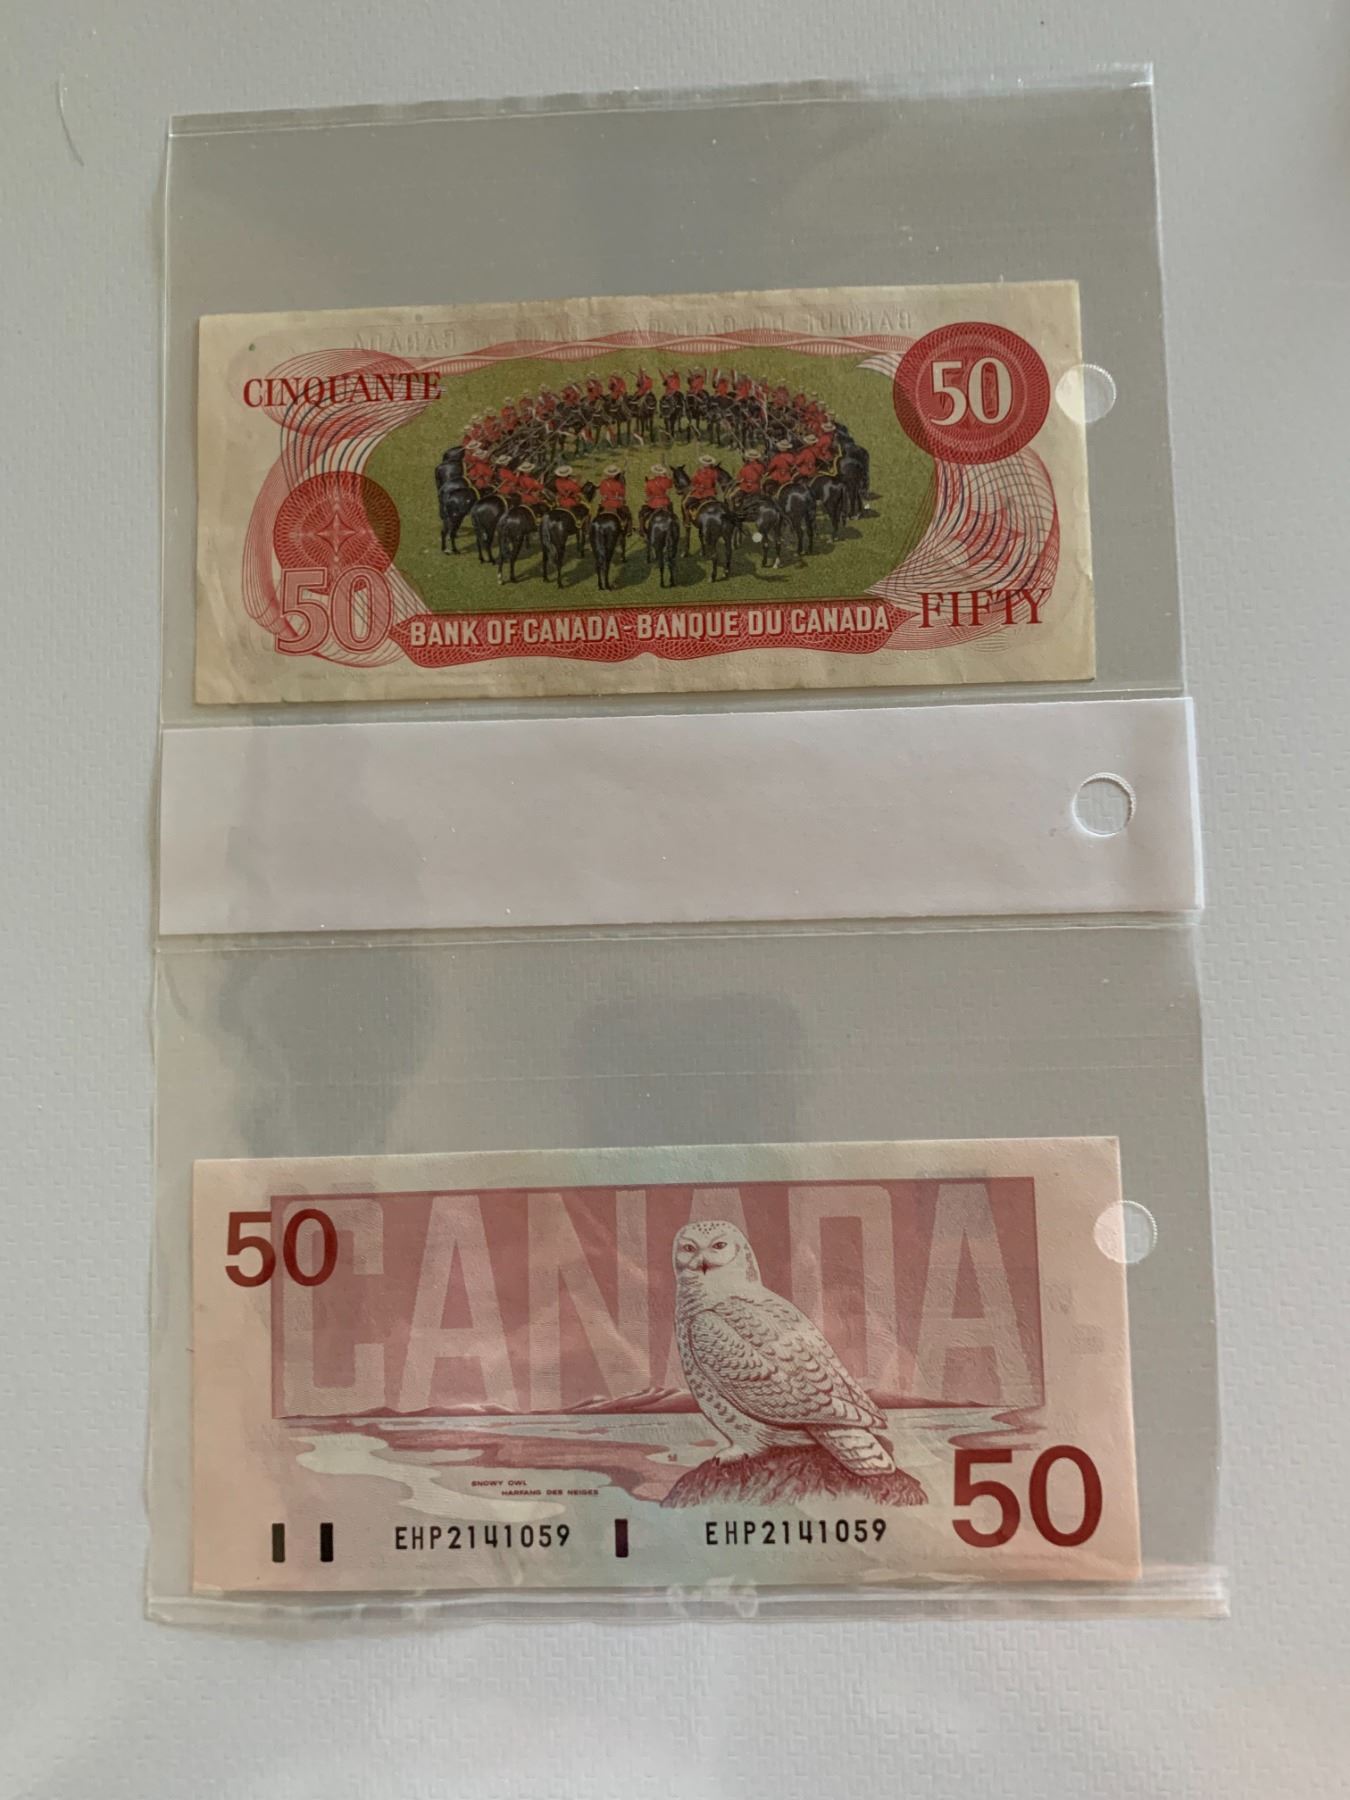 CINQUANTE
50
50
BANK OF CANADA-BANQUE DU CANADA
FIFTY
50
CANADA
SNOWY OWL
HARFANG DES NEIGES
50
EHP2141059 EHP2141059